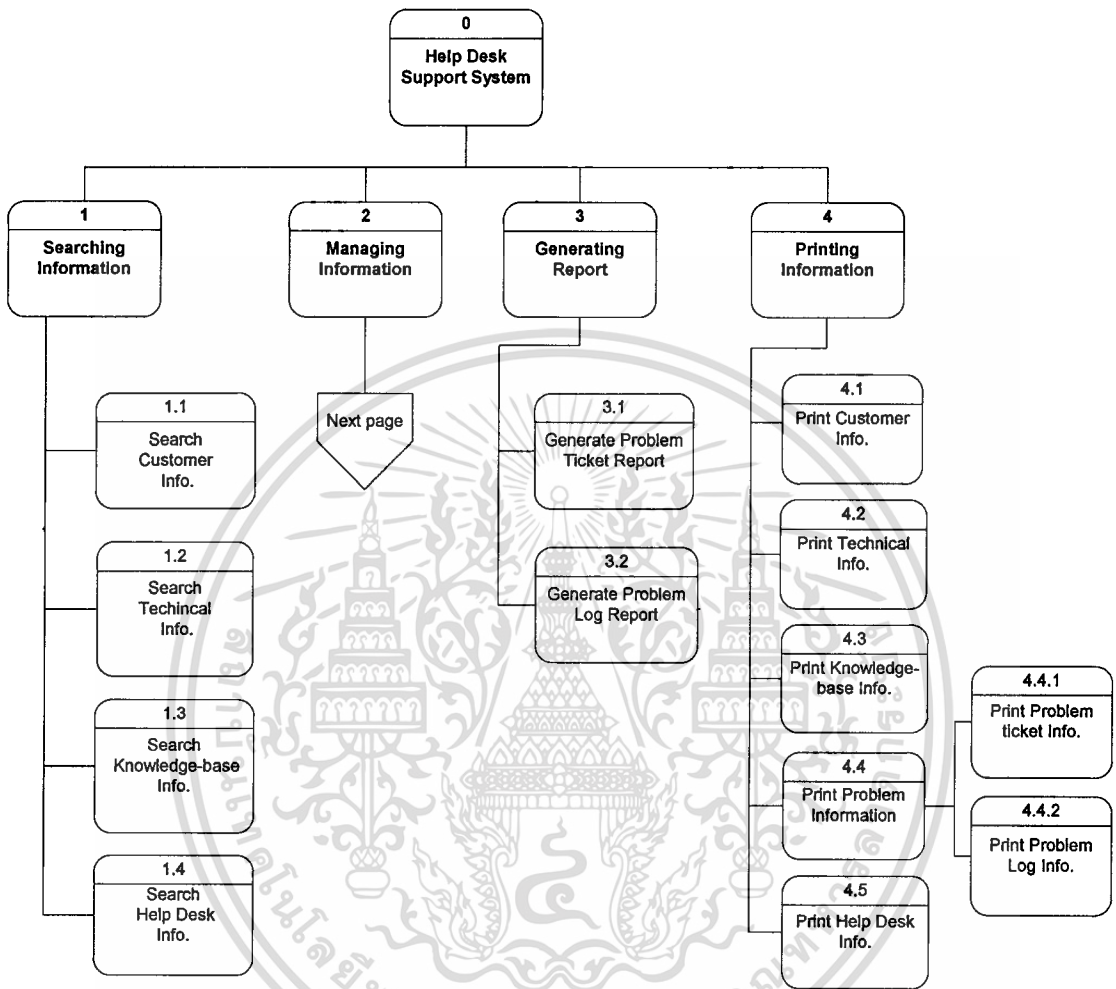 0
Help Desk
Support System
1
Searching
Information
2
Managing
Information
3
Generating
Report
4
Printing
Information
1.1
Search
Customer
Info.
1.2
Search
Techincal
Info.
1.3
Search
Knowledge-base
Info.
1.4
Search
Help Desk
Info.
Next page
3.1
Generate Problem
Ticket Report
3.2
Generate Problem
Log Report
4.1
Print Customer
Info.
4.2
Print Technical
Info.
4.3
Print Knowledge-
base Info.
4.4
Print Problem
Information
4.5
Print Help Desk
Info.
4.4.1
Print Problem
ticket Info.
4.4.2
Print Problem
Log Info.